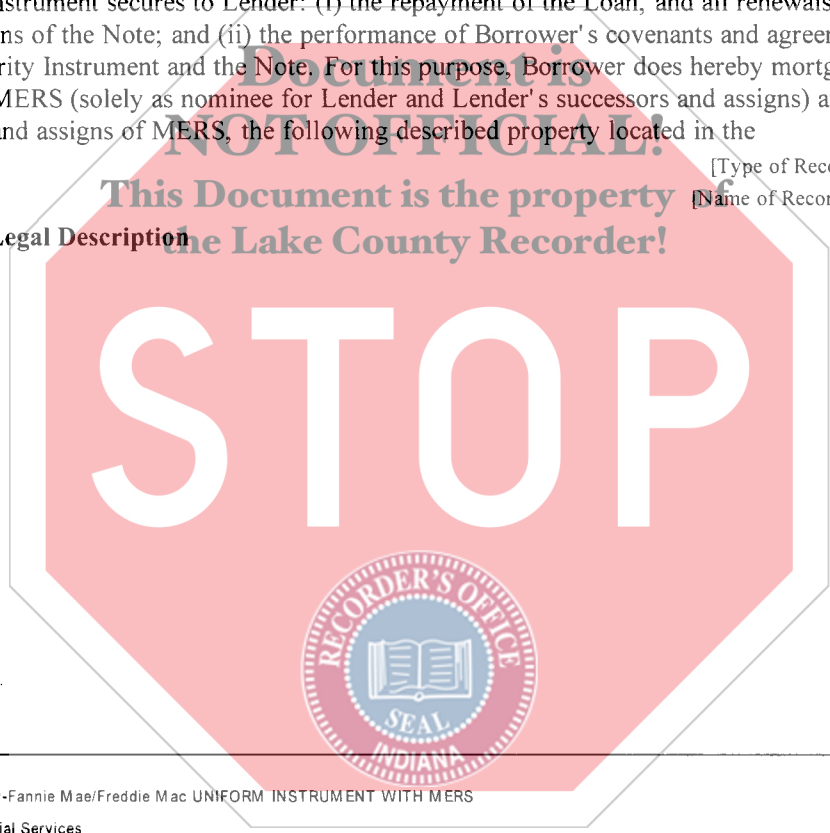 nstrument secures to Lender: (i) the repayment of the Loan, and all renewals
ns of the Note; and (ii) the performance of Borrower's covenants and agreem
rity Instrument and the Note. For this purpose, Borrower does hereby mortg
MERS (solely as nominee for Lender and Lender's successors and assigns) a
nd assigns of MERS, the following described property located in the
[Type of Reco
[Name of Recor
Legal Description
Document is
NOT OFFICIAL!
This Document is the property of
the Lake County Recorder!
STOP
RECORDER'S OFFICE
SEAL
INDIANA
-Fannie Mae/Freddie Mac UNIFORM INSTRUMENT WITH MERS
ial Services